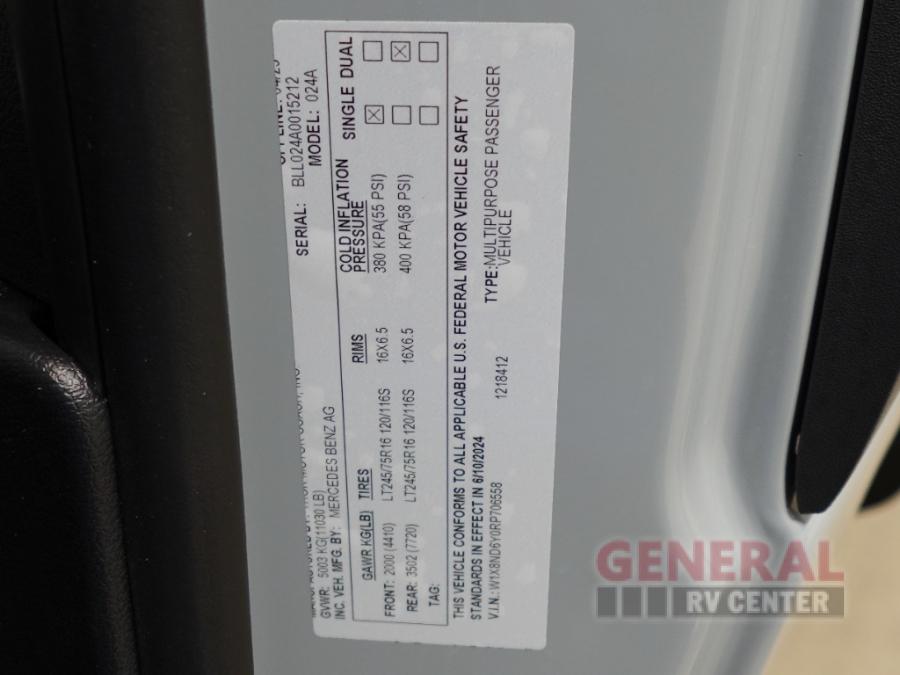 MOTOR COACH, INC
GVWR: 5003 KG(11030 LB)
INC. VEH. MFG. BY: MERCEDES BENZ AG
SERIAL: BLL024A0015212
MODEL: 024A
GAWR KG(LB) TIRES RIMS COLD INFLATION PRESSURE SINGLE DUAL
FRONT: 2000 (4410) LT245/75R16 120/116S 16X6.5 380 KPA(55 PSI)
REAR: 3502 (7720) LT245/75R16 120/116S 16X6.5 400 KPA(58 PSI)
TAG:
THIS VEHICLE CONFORMS TO ALL APPLICABLE U.S. FEDERAL MOTOR VEHICLE SAFETY
STANDARDS IN EFFECT IN 6/10/2024
V.I.N.: W1X8ND6Y0RP706558 1218412 TYPE:MULTIPURPOSE PASSENGER
VEHICLE
GENERAL
RV CENTER